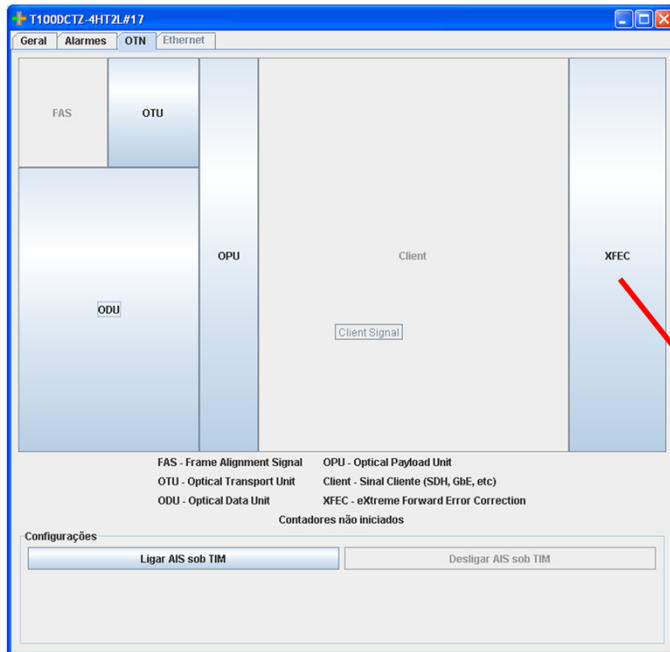 T100DCTZ-4HT2L#17
Geral Alarmes OTN Ethernet
FAS OTU
OPU Client XFEC
ODU
Client Signal
FAS - Frame Alignment Signal OPU - Optical Payload Unit
OTU - Optical Transport Unit Client - Sinal Cliente (SDH, GbE, etc)
ODU - Optical Data Unit XFEC - eXtreme Forward Error Correction
Contadores não iniciados
Configurações
Ligar AIS sob TIM Desligar AIS sob TIM